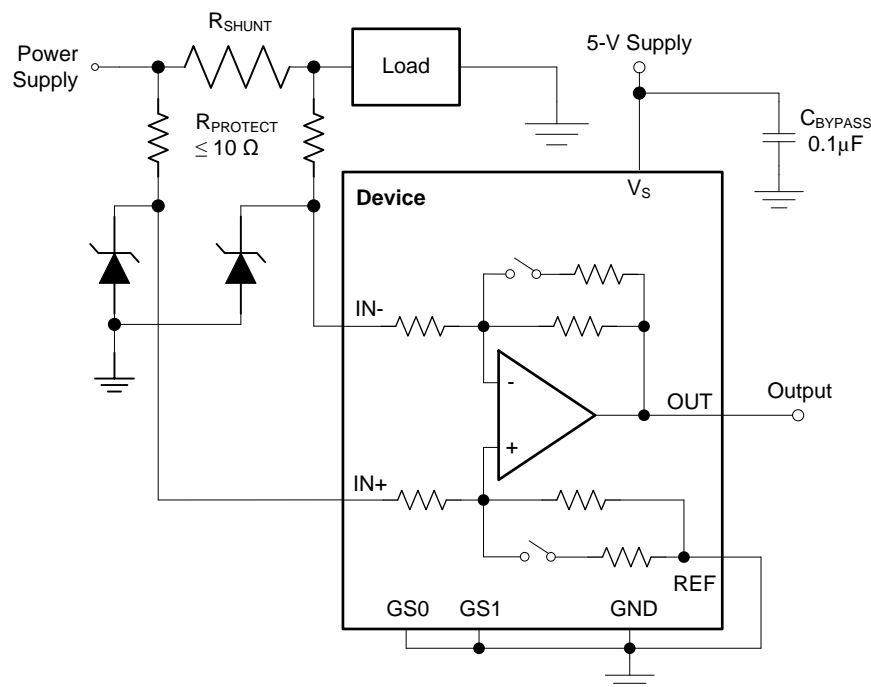 R_SHUNT
Power
Supply
Load
5-V Supply
R_PROTECT
≤ 10 Ω
C_BYPASS
0.1µF
V_S
Device
IN-
-
OUT
Output
+
IN+
REF
GS0
GS1
GND